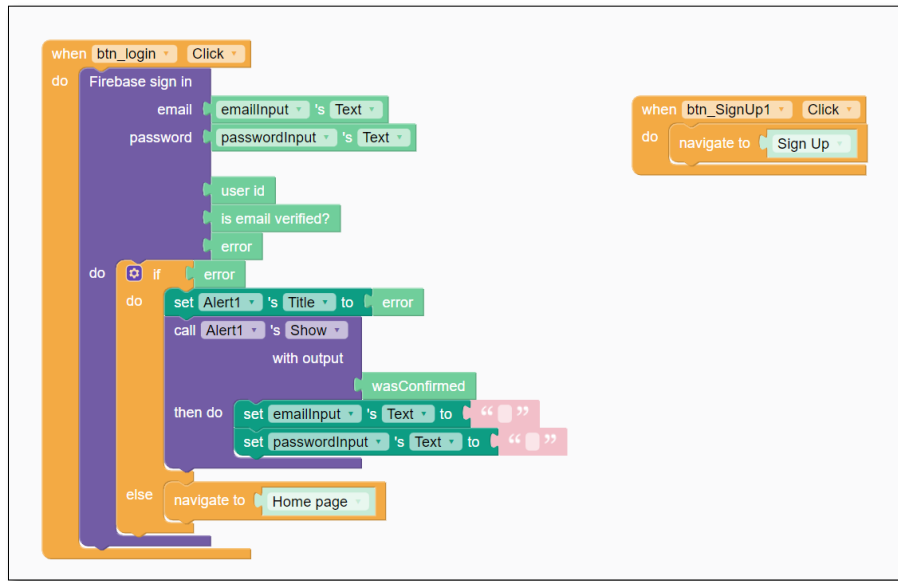 when btn_login Click
do Firebase sign in
email emailInput 's Text
password passwordInput 's Text
user id
is email verified?
error
do if error
do set Alert1 's Title to error
call Alert1 's Show
with output
wasConfirmed
then do set emailInput 's Text to “ ”
set passwordInput 's Text to “ ”
else navigate to Home page
when btn_SignUp1 Click
do navigate to Sign Up